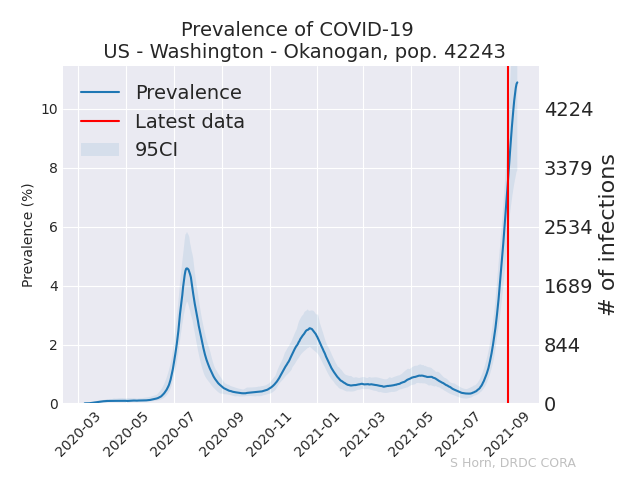 Prevalence of COVID-19
US - Washington - Okanogan, pop. 42243
Prevalence
Latest data
95CI
Prevalence (%)
10
8
6
4
2
0
4224
3379
2534
1689
844
0
# of infections
2020-03
2020-05
2020-07
2020-09
2020-11
2021-01
2021-03
2021-05
2021-07
2021-09
S Horn, DRDC CORA